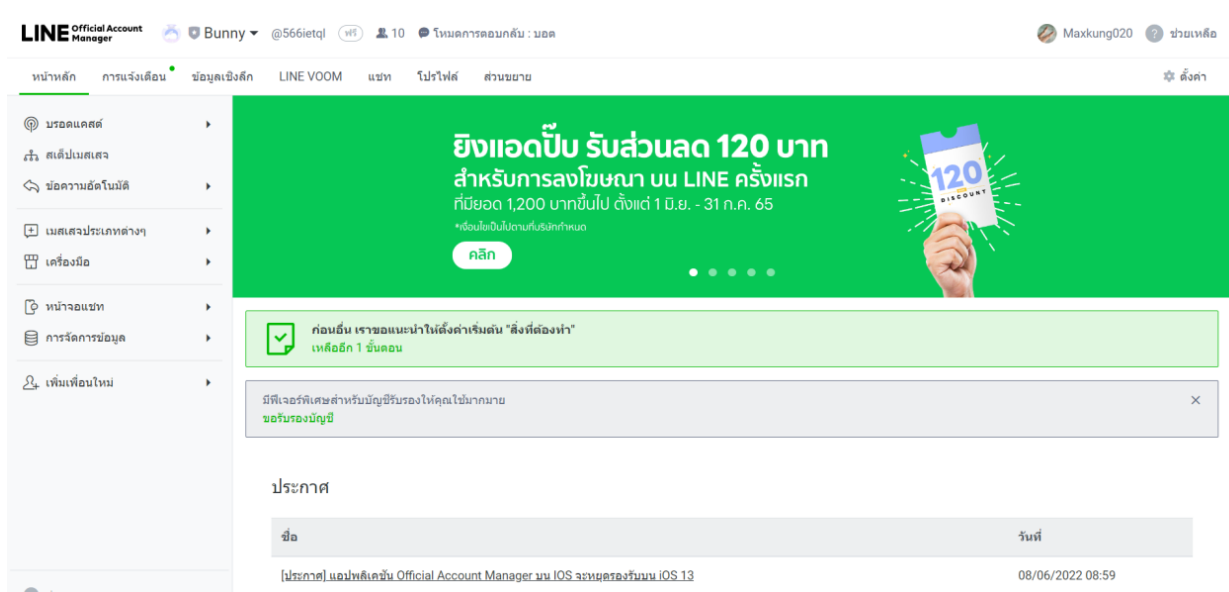 LINE Official Account Manager
Bunny
@566ietql
ฟรี
10
โหมดการตอบกลับ : บอต
Maxkung020
ช่วยเหลือ
หน้าหลัก
การแจ้งเตือน
ข้อมูลเชิงลึก
LINE VOOM
แชท
โปรไฟล์
ส่วนขยาย
ตั้งค่า
บรอดแคสต์
สเต็ปเมสเสจ
ข้อความอัตโนมัติ
เมสเสจประเภทต่างๆ
เครื่องมือ
หน้าจอแชท
การจัดการข้อมูล
เพิ่มเพื่อนใหม่
ยิงแอดปั๊บ รับส่วนลด 120 บาท
สำหรับการลงโฆษณา บน LINE ครั้งแรก
ที่มียอด 1,200 บาทขึ้นไป ตั้งแต่ 1 มิ.ย. - 31 ก.ค. 65
*เงื่อนไขเป็นไปตามที่บริษัทกำหนด
คลิก
120
DISCOUNT
ก่อนอื่น เราขอแนะนำให้ตั้งค่าเริ่มต้น "สิ่งที่ต้องทำ"
เหลืออีก 1 ขั้นตอน
มีฟีเจอร์พิเศษสำหรับบัญชีรับรองให้คุณใช้มากมาย
ขอรับรองบัญชี
ประกาศ
ชื่อ
วันที่
[ประกาศ] แอปพลิเคชัน Official Account Manager บน IOS จะหยุดรองรับบน iOS 13
08/06/2022 08:59